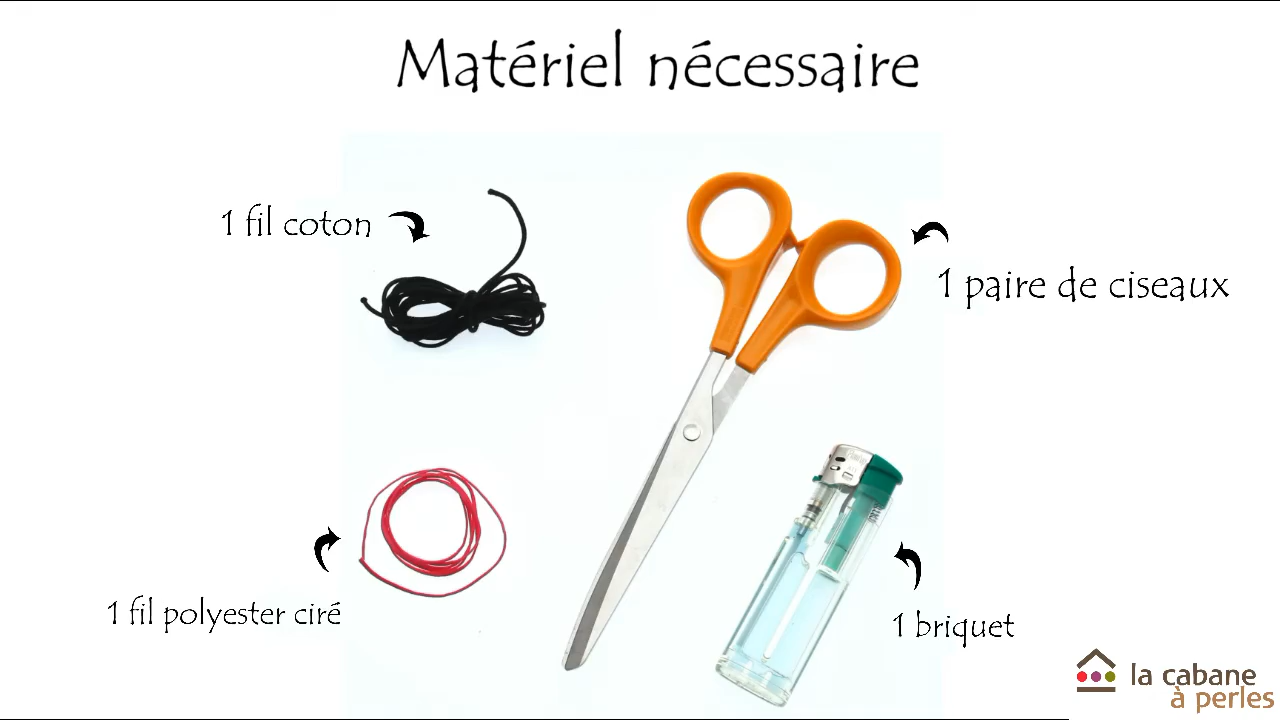 Matériel nécessaire
1 fil coton
1 paire de ciseaux
1 fil polyester ciré
1 briquet
la cabane
à perles